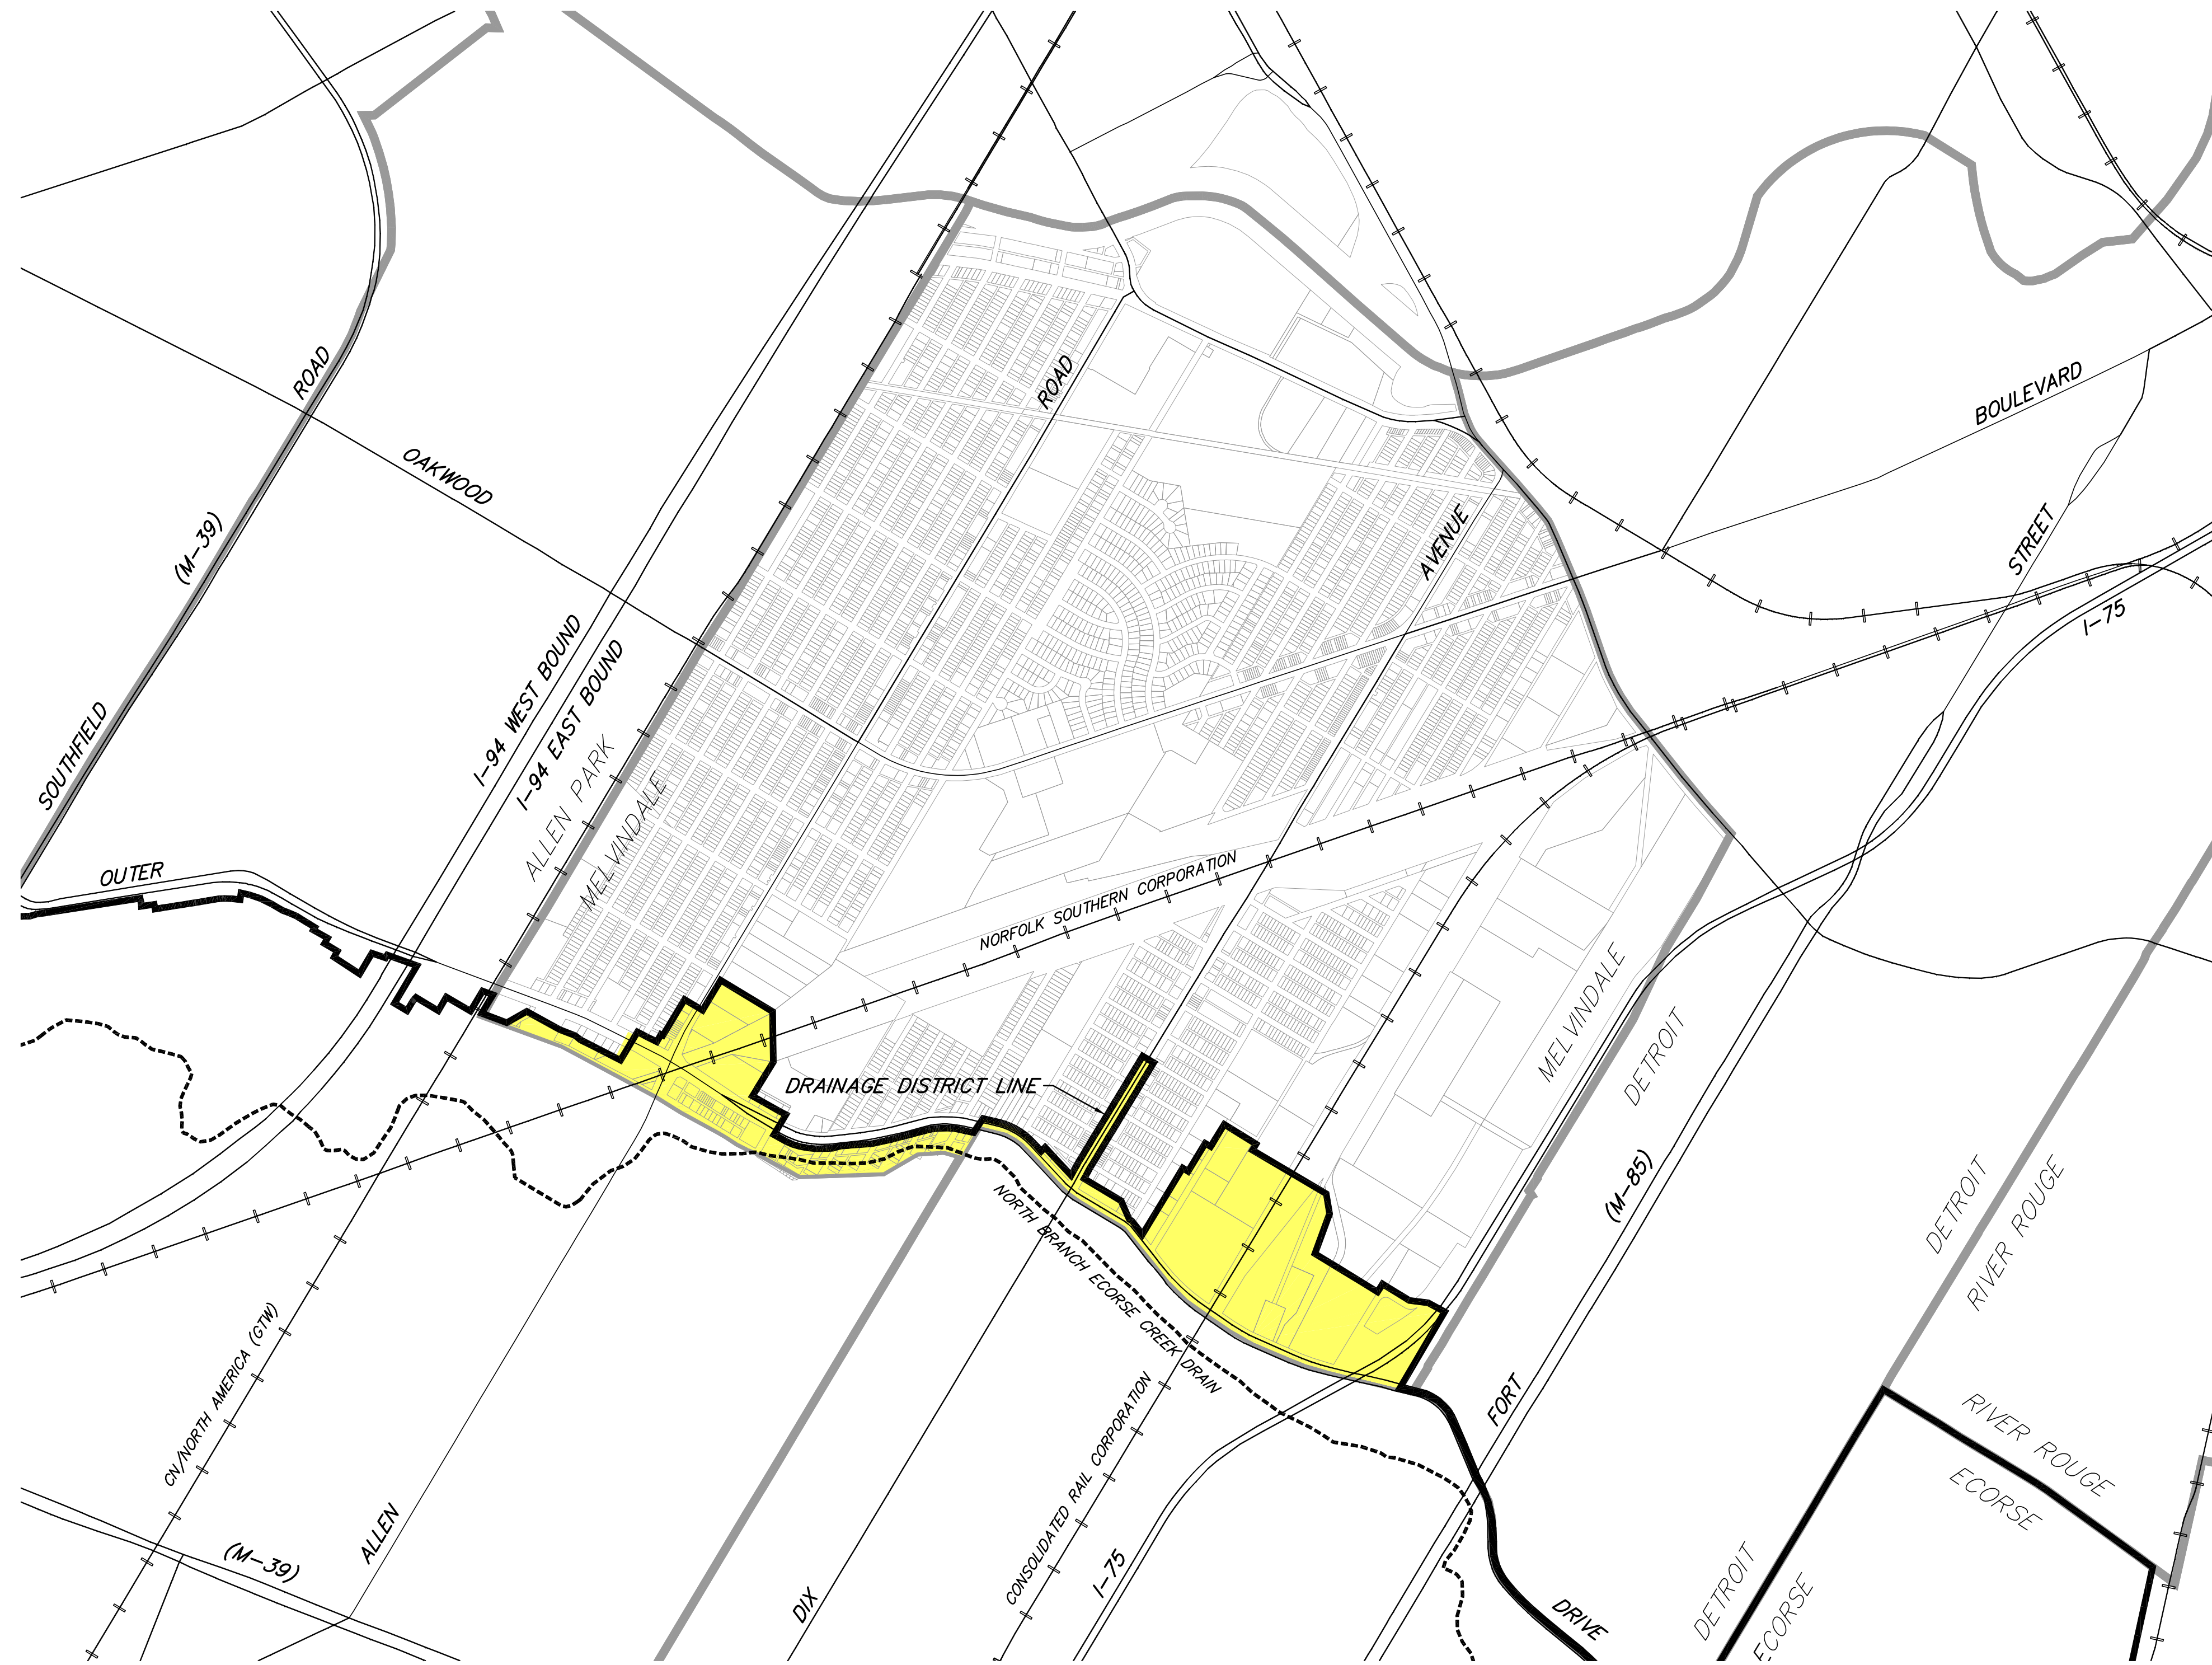 ROAD
ROAD
BOULEVARD
OAKWOOD
(M-39)
AVENUE
STREET
I-75
I-94 WEST BOUND
I-94 EAST BOUND
SOUTHFIELD
ALLEN PARK
MELVINDALE
OUTER
NORFOLK SOUTHERN CORPORATION
MELVINDALE
DETROIT
DRAINAGE DISTRICT LINE
(M-85)
DETROIT
RIVER ROUGE
NORTH BRANCH ECORSE CREEK DRAIN
CN/NORTH AMERICA (GTW)
CONSOLIDATED RAIL CORPORATION
FORT
RIVER ROUGE
ECORSE
ALLEN
(M-39)
I-75
DIX
DRIVE
DETROIT
ECORSE